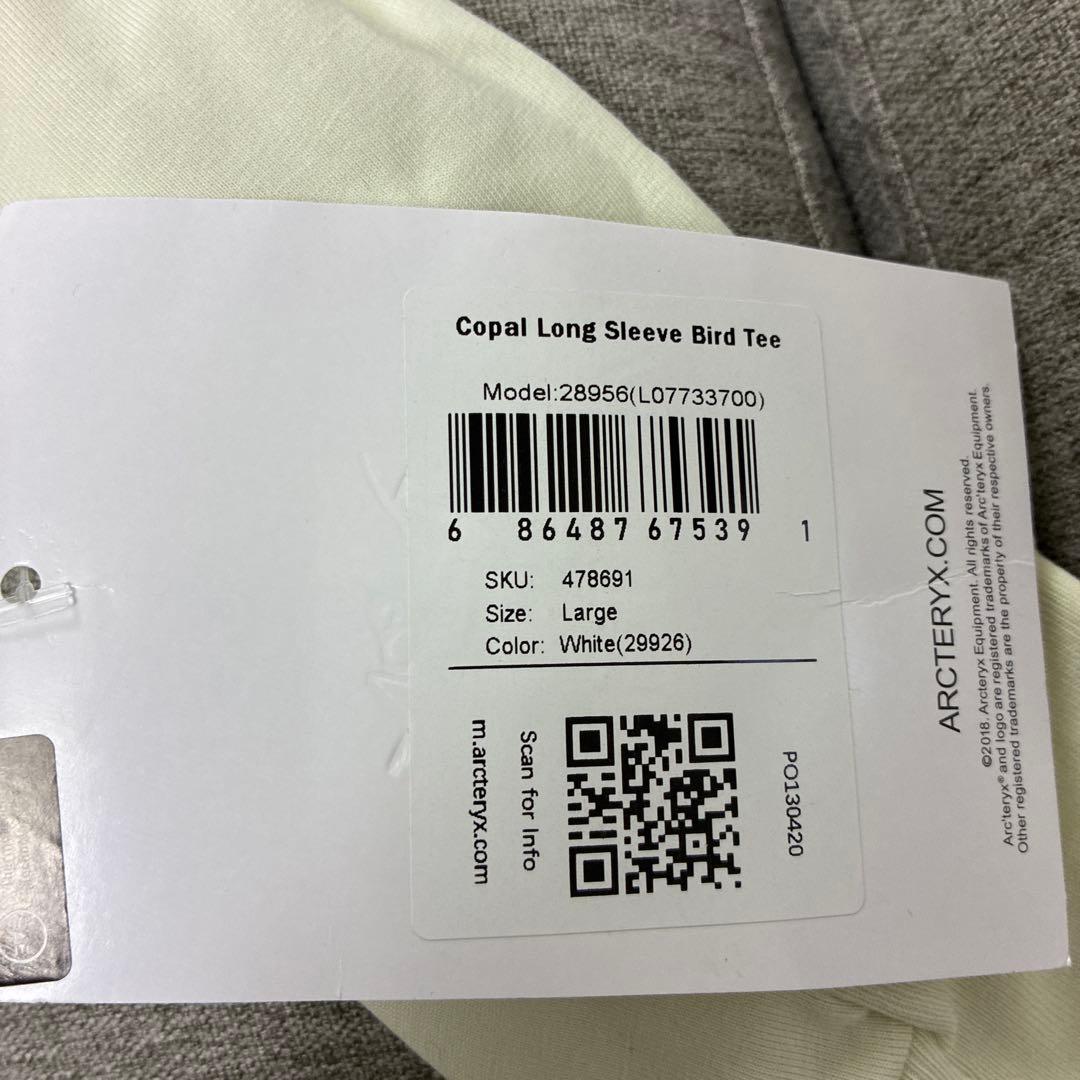 Copal Long Sleeve Bird Tee
Model:28956(L07733700)
6 86487 67539 1
SKU: 478691
Size: Large
Color: White(29926)
Scan for Info
m.arcteryx.com
PO130420
ARCTERYX.COM
©2018. Arcteryx Equipment. All rights reserved.
Arc'teryx® and logo are registered trademarks of Arc'teryx Equipment.
Other registered trademarks are the property of their respective owners.